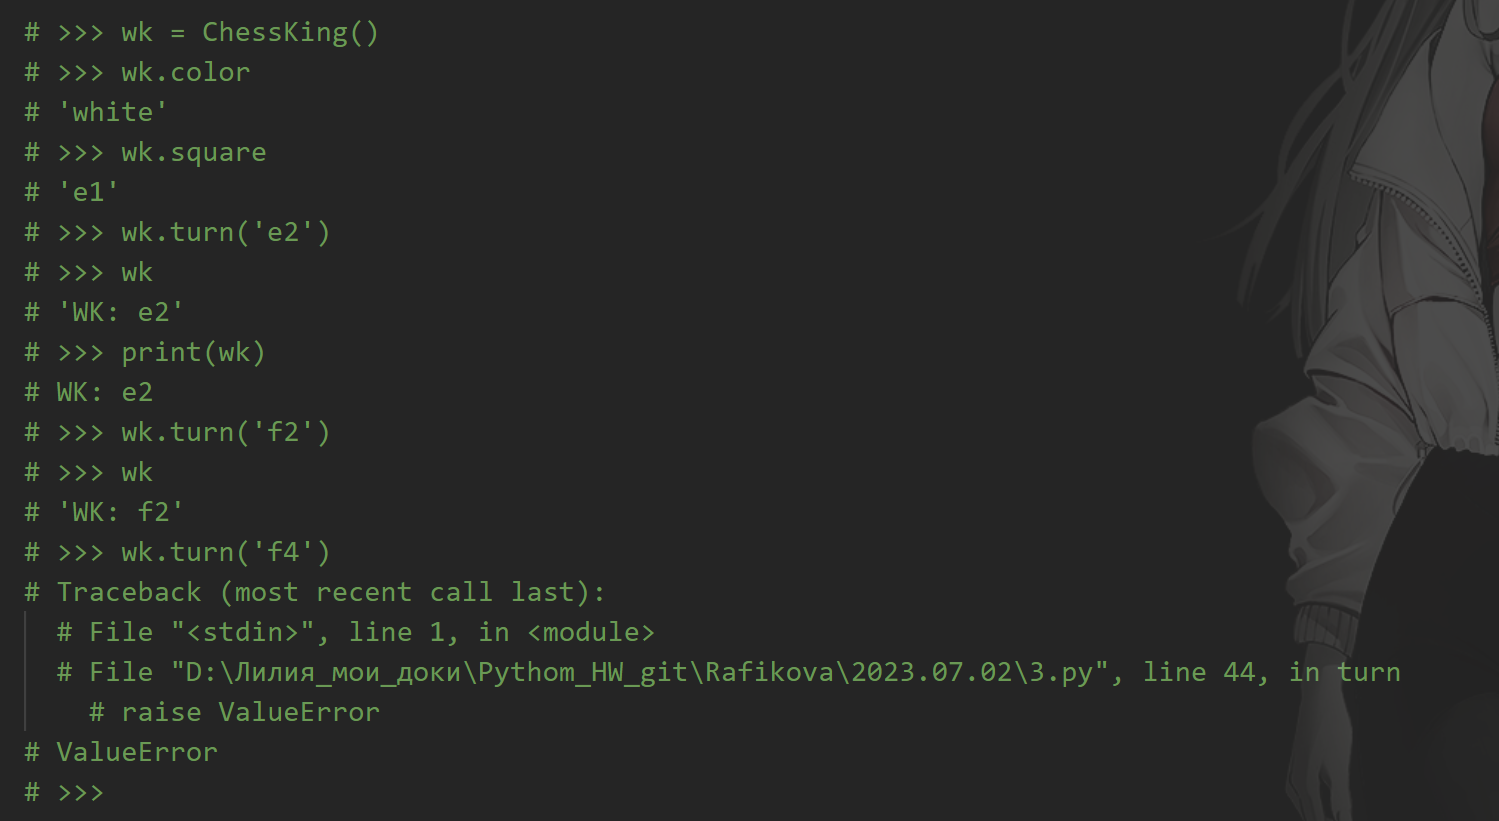 # >>> wk = ChessKing()
# >>> wk.color
# 'white'
# >>> wk.square
# 'e1'
# >>> wk.turn('e2')
# >>> wk
# 'WK: e2'
# >>> print(wk)
# WK: e2
# >>> wk.turn('f2')
# >>> wk
# 'WK: f2'
# >>> wk.turn('f4')
# Traceback (most recent call last):
  # File "<stdin>", line 1, in <module>
  # File "D:\Лилия_мои_доки\Pythom_HW_git\Rafikova\2023.07.02\3.py", line 44, in turn
    # raise ValueError
# ValueError
# >>>